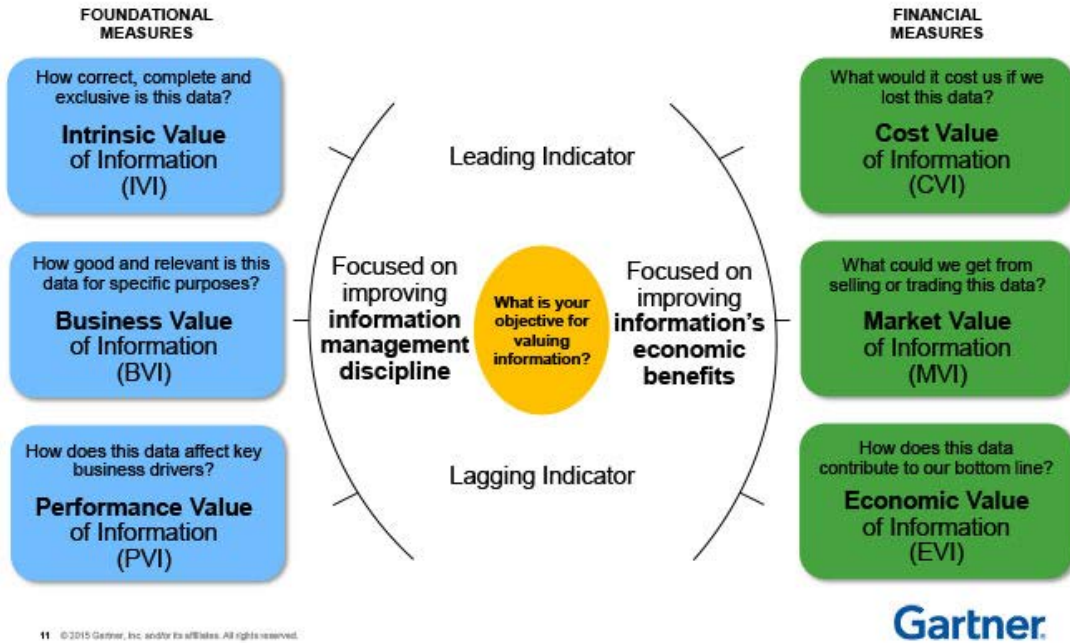 FOUNDATIONAL
MEASURES
How correct, complete and
exclusive is this data?
Intrinsic Value
of Information
(IVI)
How good and relevant is this
data for specific purposes?
Business Value
of Information
(BVI)
How does this data affect key
business drivers?
Performance Value
of Information
(PVI)
Leading Indicator
Focused on
improving
information
management
discipline
What is your
objective for
valuing
information?
Focused on
improving
information's
economic
benefits
Lagging Indicator
FINANCIAL
MEASURES
What would it cost us if we
lost this data?
Cost Value
of Information
(CVI)
What could we get from
selling or trading this data?
Market Value
of Information
(MVI)
How does this data
contribute to our bottom line?
Economic Value
of Information
(EVI)
11 © 2015 Gartner, Inc. and/or its affiliates. All rights reserved.
Gartner